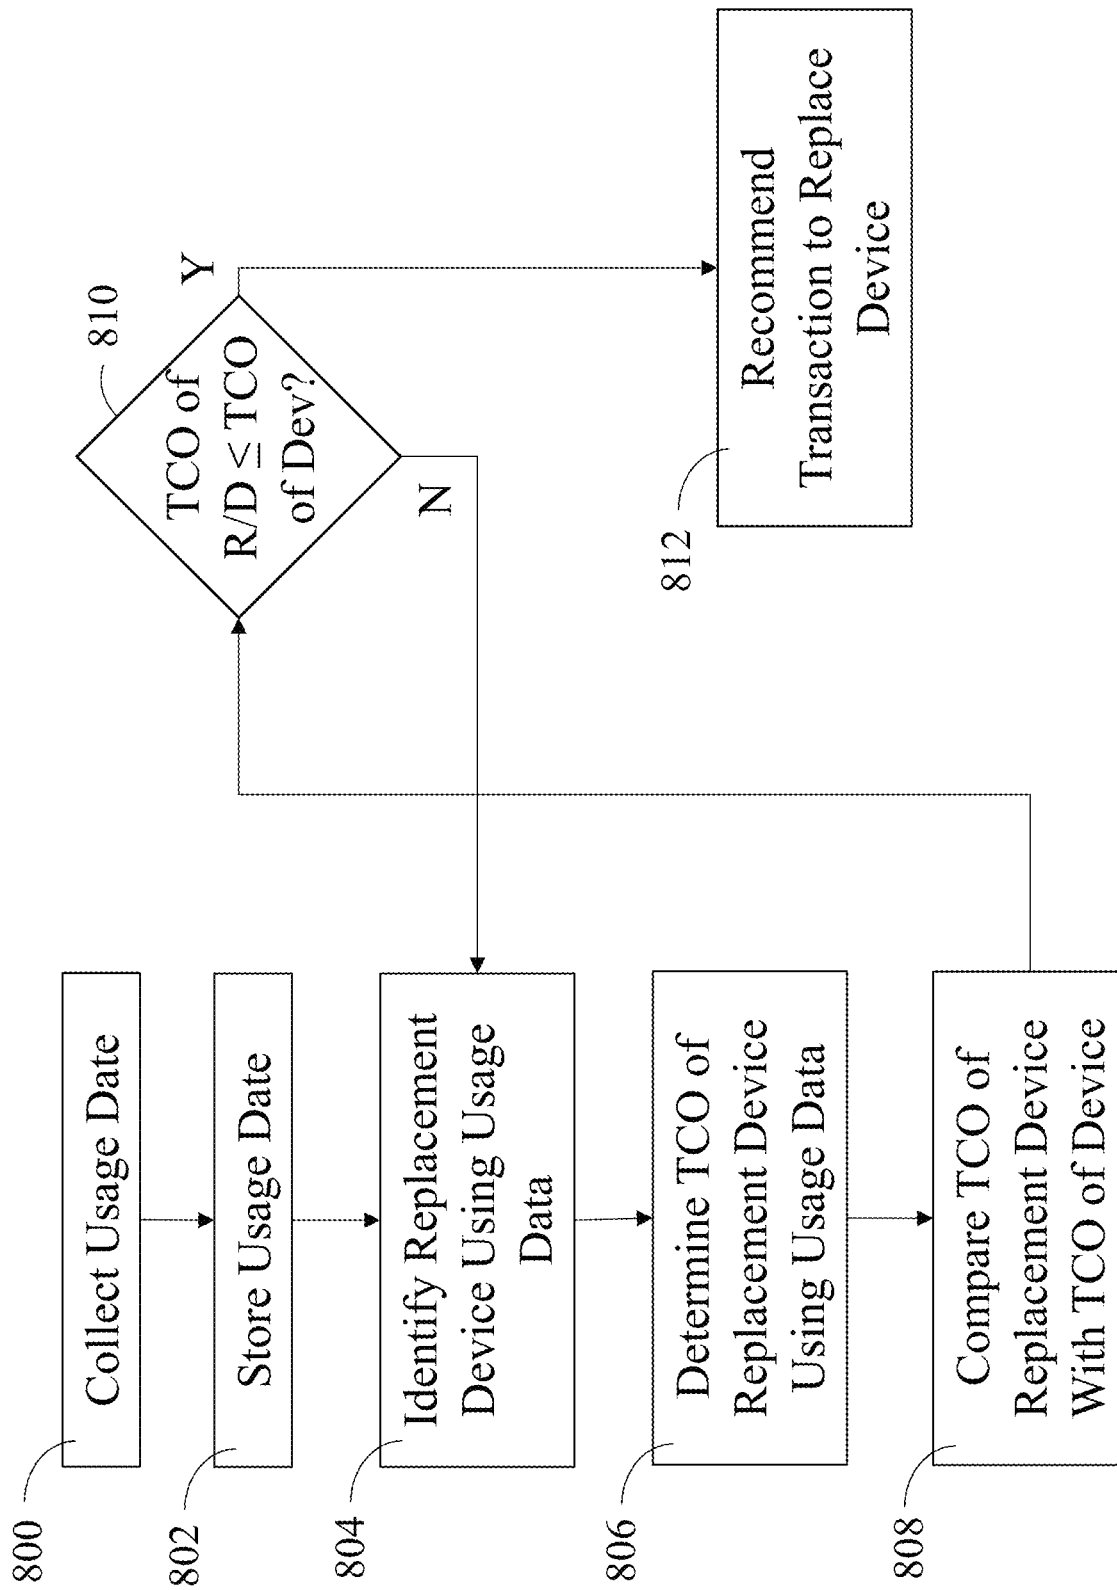 800
Collect Usage Date
802
Store Usage Date
804
Identify Replacement
Device Using Usage
Data
806
Determine TCO of
Replacement Device
Using Usage Data
808
Compare TCO of
Replacement Device
With TCO of Device
810
TCO of
R/D ≤ TCO
of Dev?
Y
N
812
Recommend
Transaction to Replace
Device